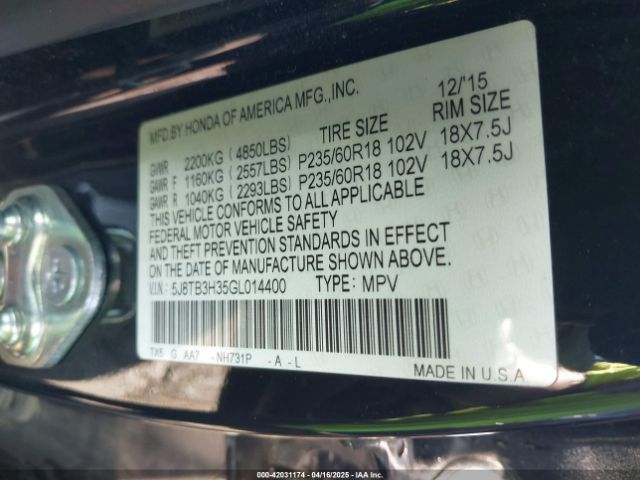 MFD.BY HONDA OF AMERICA MFG.,INC. 12/'15
TIRE SIZE RIM SIZE
GVWR 2200KG (4850LBS)
GAWR F 1160KG (2557LBS) P235/60R18 102V 18X7.5J
GAWR R 1040KG (2293LBS) P235/60R18 102V 18X7.5J
THIS VEHICLE CONFORMS TO ALL APPLICABLE
FEDERAL MOTOR VEHICLE SAFETY
AND THEFT PREVENTION STANDARDS IN EFFECT
ON THE DATE OF MANUFACTURE SHOWN ABOVE.
V.I.N.: 5J8TB3H35GL014400 TYPE: MPV
TX5 G AA7 - NH731P - A - L
MADE IN U.S.A
000-42031174 | 04/16/2025 | IAA Inc.